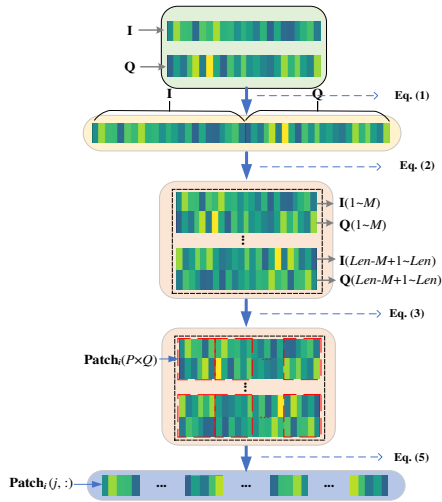 I
Q
I Q
Eq. (1)
Eq. (2)
I(1~M)
Q(1~M)
...
I(Len-M+1~Len)
Q(Len-M+1~Len)
Eq. (3)
Patchᵢ(P×Q)
...
Eq. (5)
Patchᵢ(j, :)
... ... ...